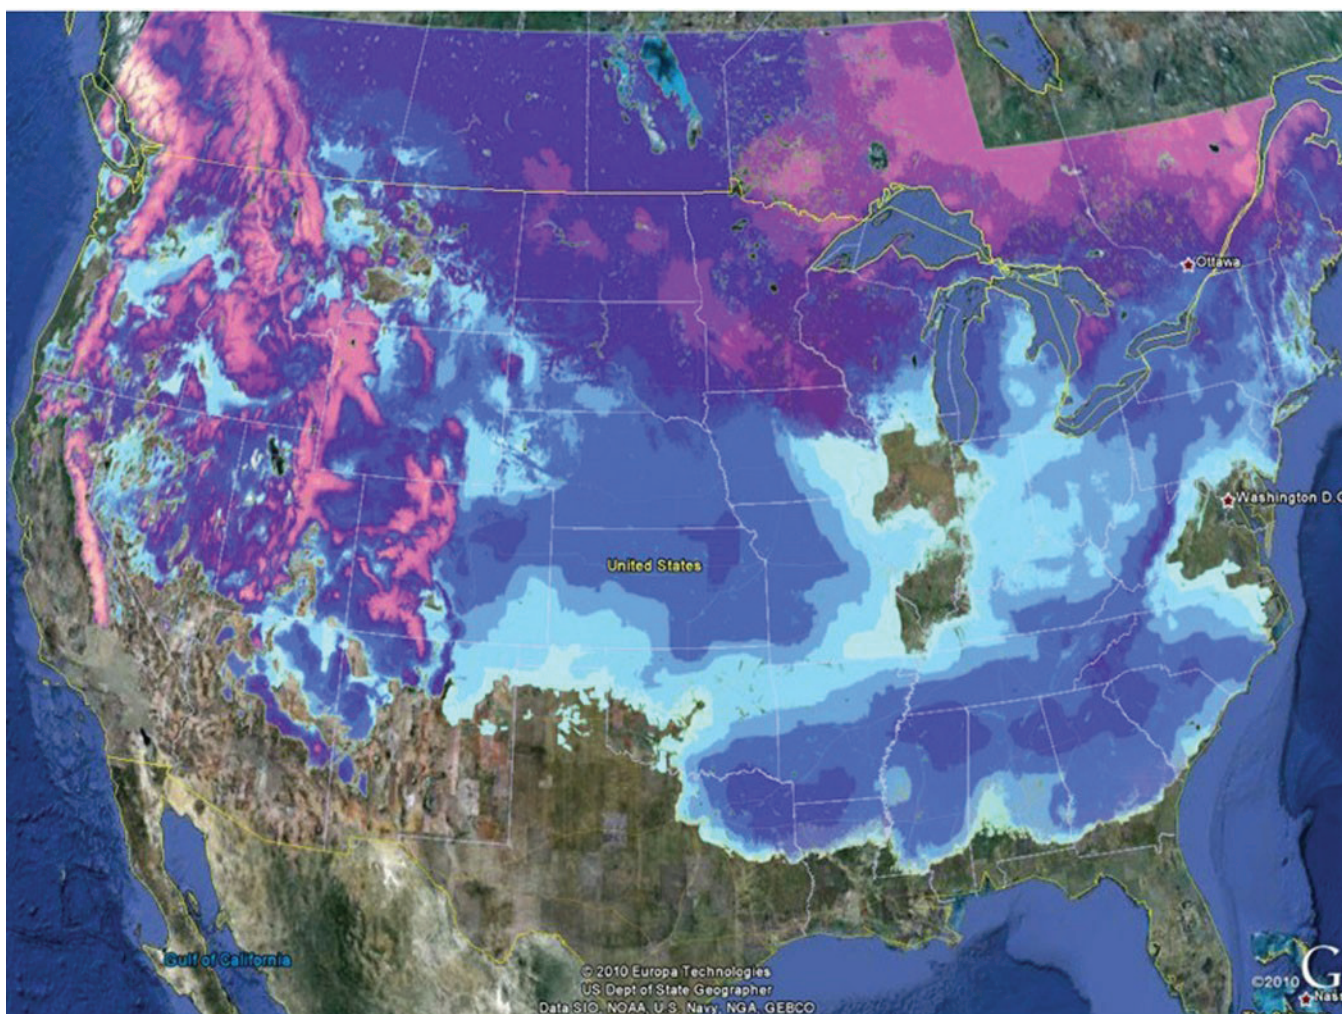 Ottawa
Washington D.C
United States
Gulf of California
© 2010 Europa Technologies
US Dept of State Geographer
Data SIO, NOAA, U.S. Navy, NGA, GEBCO
©2010 G
Nass